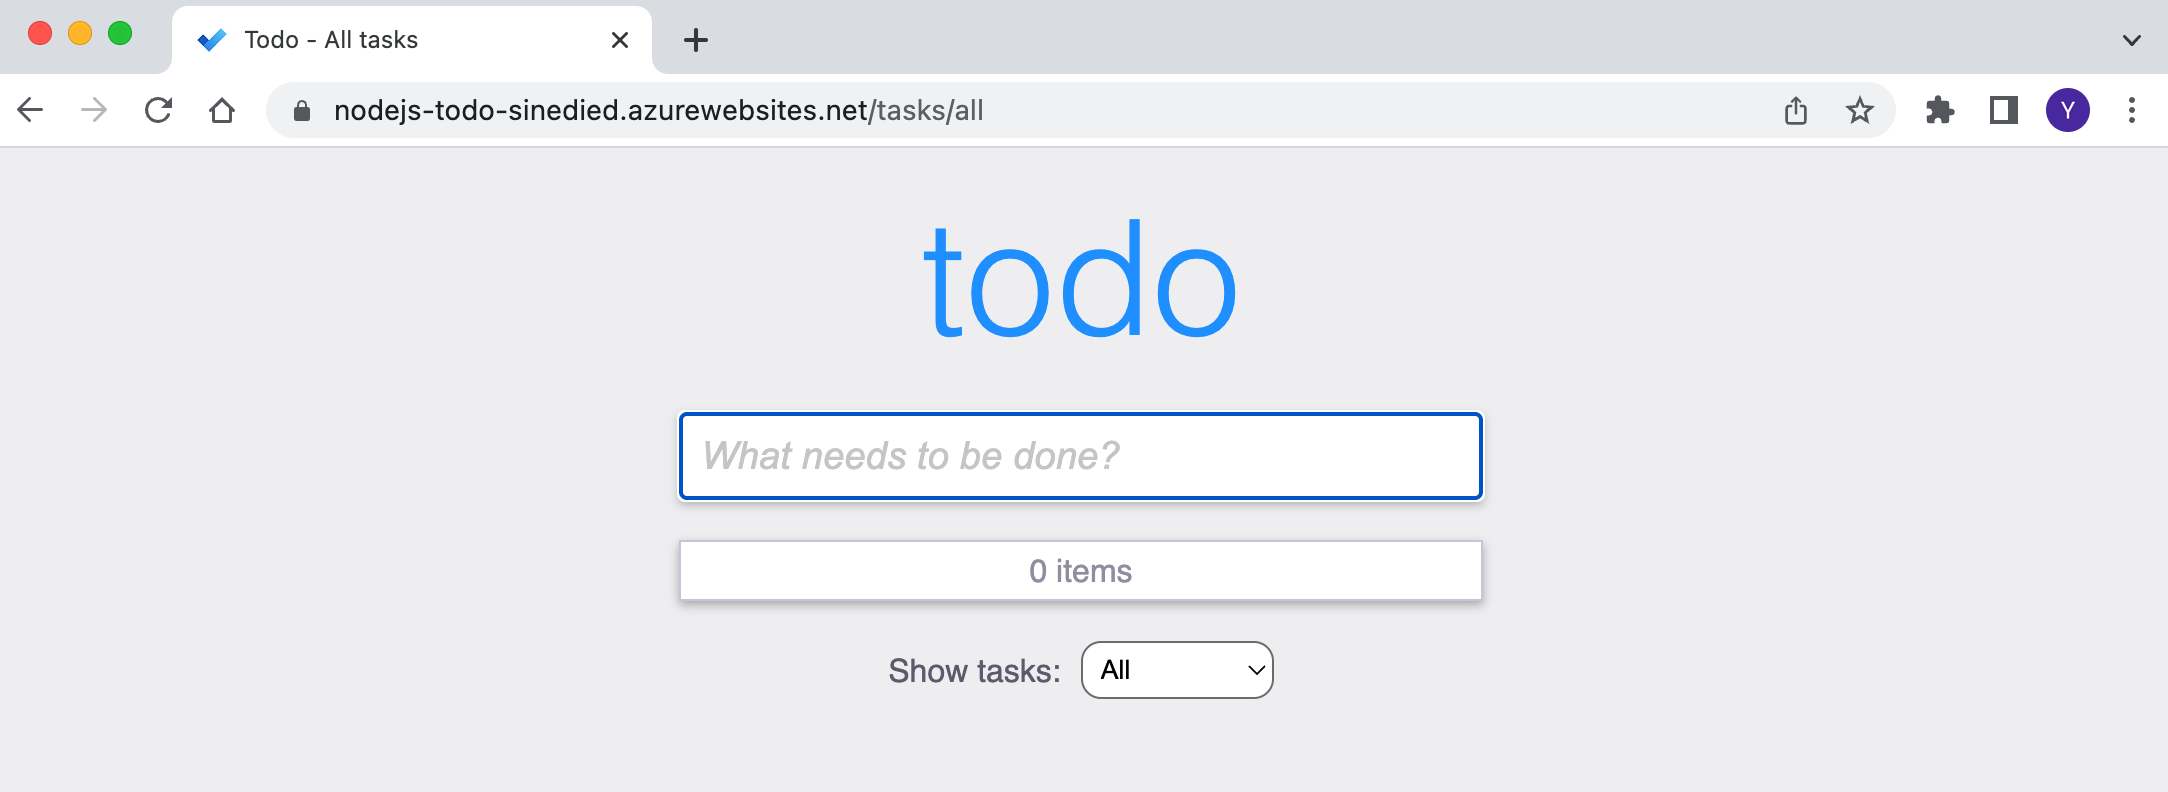 Todo - All tasks
nodejs-todo-sinedied.azurewebsites.net/tasks/all
Y
todo
What needs to be done?
0 items
Show tasks: All